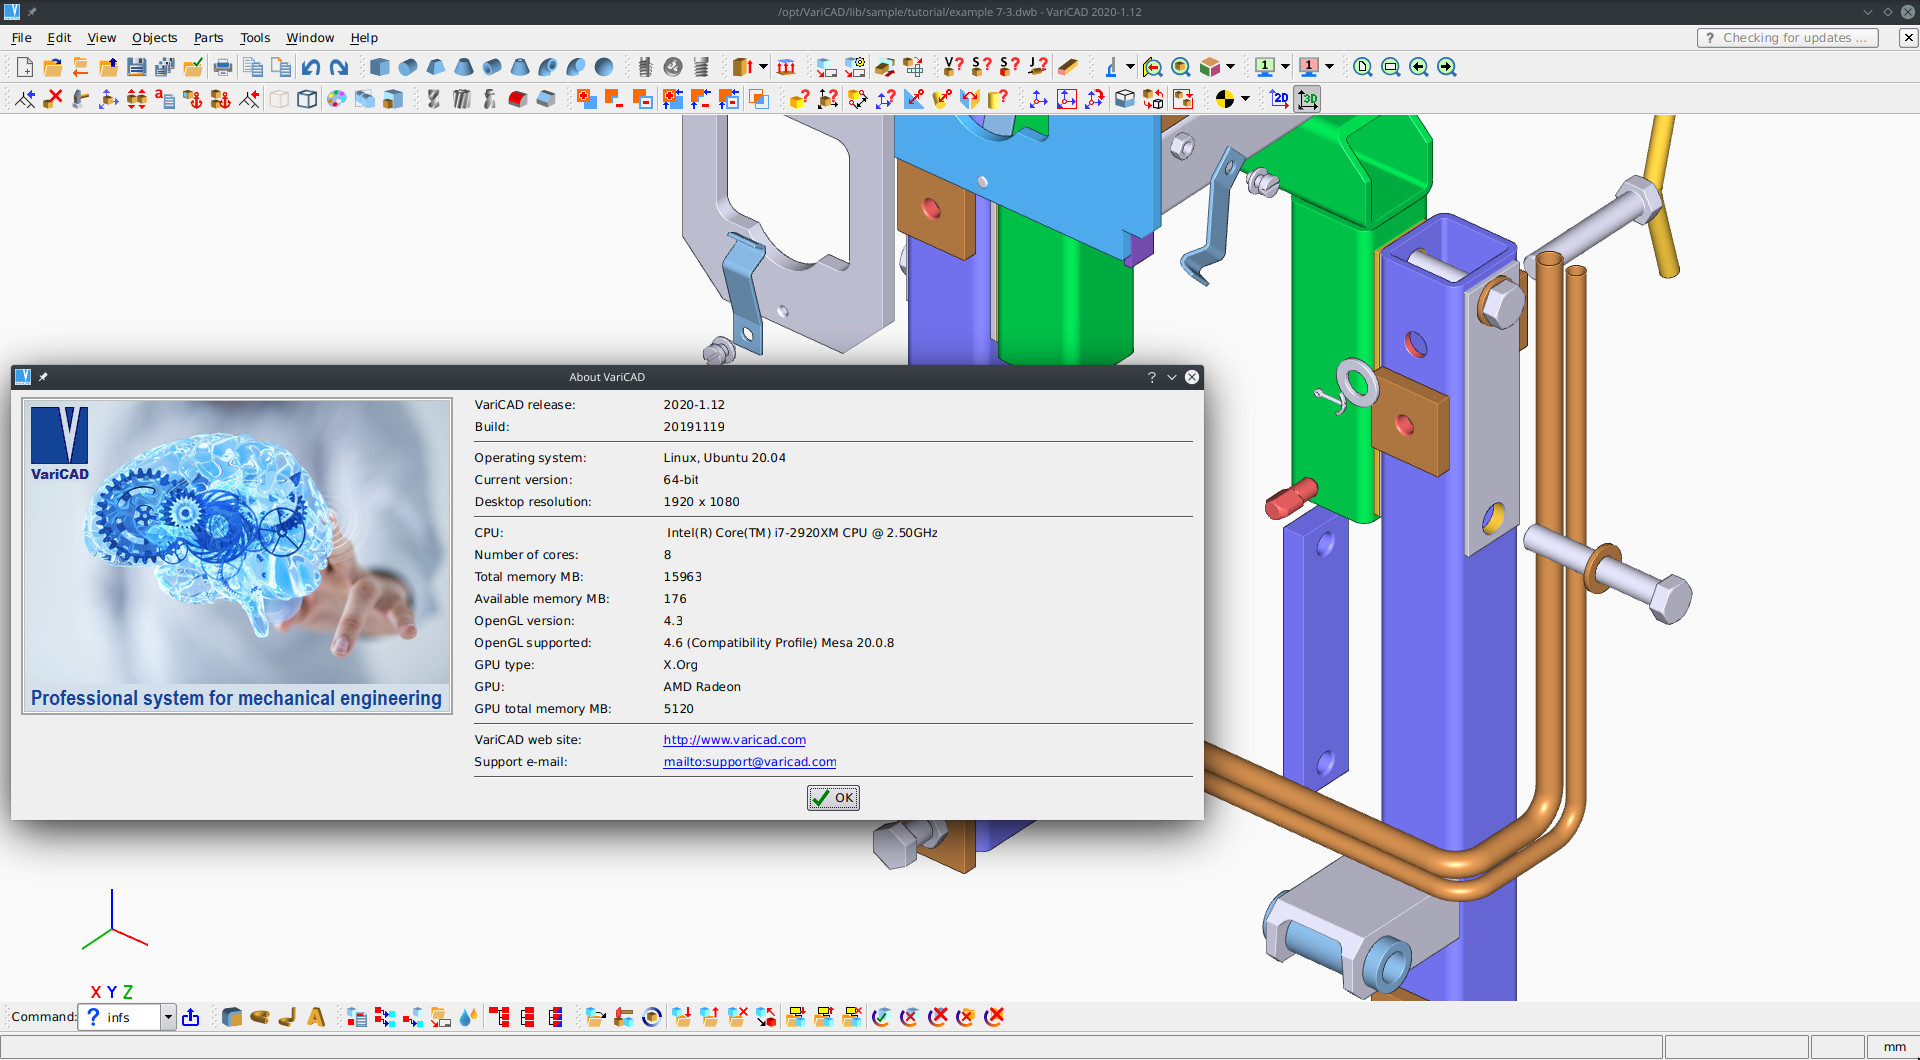 /opt/VariCAD/lib/sample/tutorial/example 7-3.dwb - VariCAD 2020-1.12
File Edit View Objects Parts Tools Window Help
? Checking for updates ...
V? S? S? J? 1 1
2D 3D
About VariCAD
VariCAD
Professional system for mechanical engineering
VariCAD release: 2020-1.12
Build: 20191119
Operating system: Linux, Ubuntu 20.04
Current version: 64-bit
Desktop resolution: 1920 x 1080
CPU: Intel(R) Core(TM) i7-2920XM CPU @ 2.50GHz
Number of cores: 8
Total memory MB: 15963
Available memory MB: 176
OpenGL version: 4.3
OpenGL supported: 4.6 (Compatibility Profile) Mesa 20.0.8
GPU type: X.Org
GPU: AMD Radeon
GPU total memory MB: 5120
VariCAD web site: http://www.varicad.com
Support e-mail: mailto:support@varicad.com
OK
X Y Z
Command: ? infs
mm